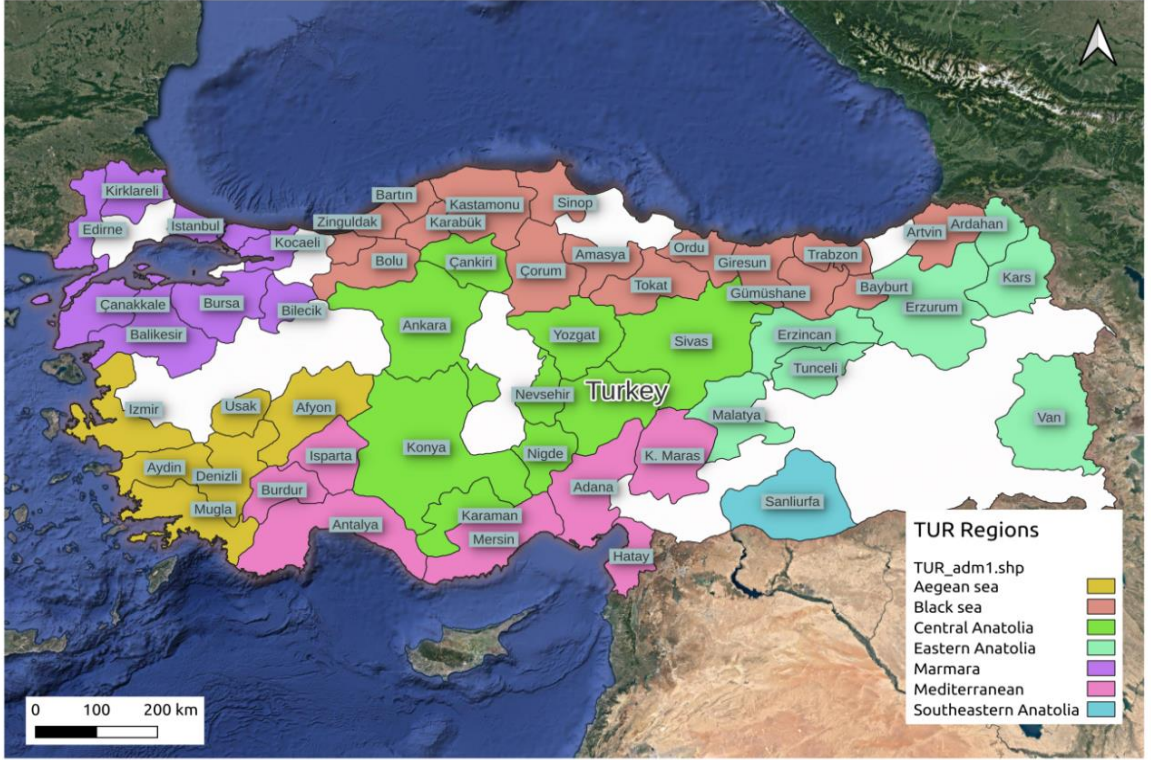 Kirklareli
Edirne
İstanbul
Kocaeli
Çanakkale
Bursa
Bilecik
Balikesir
Bartın
Zinguldak
Kastamonu
Karabük
Sinop
Bolu
Çankiri
Çorum
Amasya
Tokat
Ordu
Giresun
Gümüshane
Trabzon
Bayburt
Artvin
Ardahan
Kars
Erzurum
Ankara
Yozgat
Sivas
Erzincan
Tunceli
Turkey
Nevsehir
Malatya
Van
Izmir
Usak
Afyon
Konya
Nigde
K. Maras
Isparta
Aydin
Denizli
Burdur
Mugla
Antalya
Adana
Karaman
Mersin
Hatay
Sanliurfa
TUR Regions
TUR_adm1.shp
Aegean sea
Black sea
Central Anatolia
Eastern Anatolia
Marmara
Mediterranean
Southeastern Anatolia
0 100 200 km